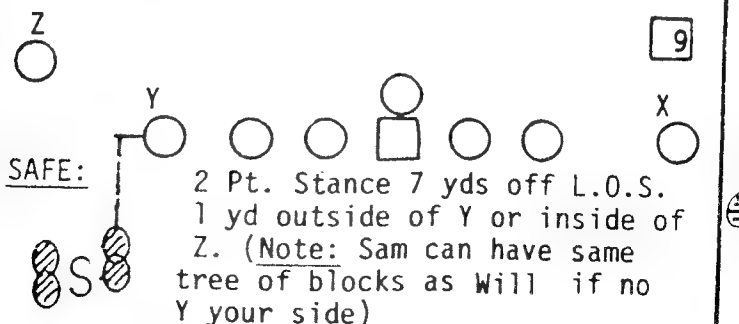 Z
9
Y
X
SAFE:
2 Pt. Stance 7 yds off L.O.S.
1 yd outside of Y or inside of
Z. (Note: Sam can have same
S
tree of blocks as Will if no
Y your side)